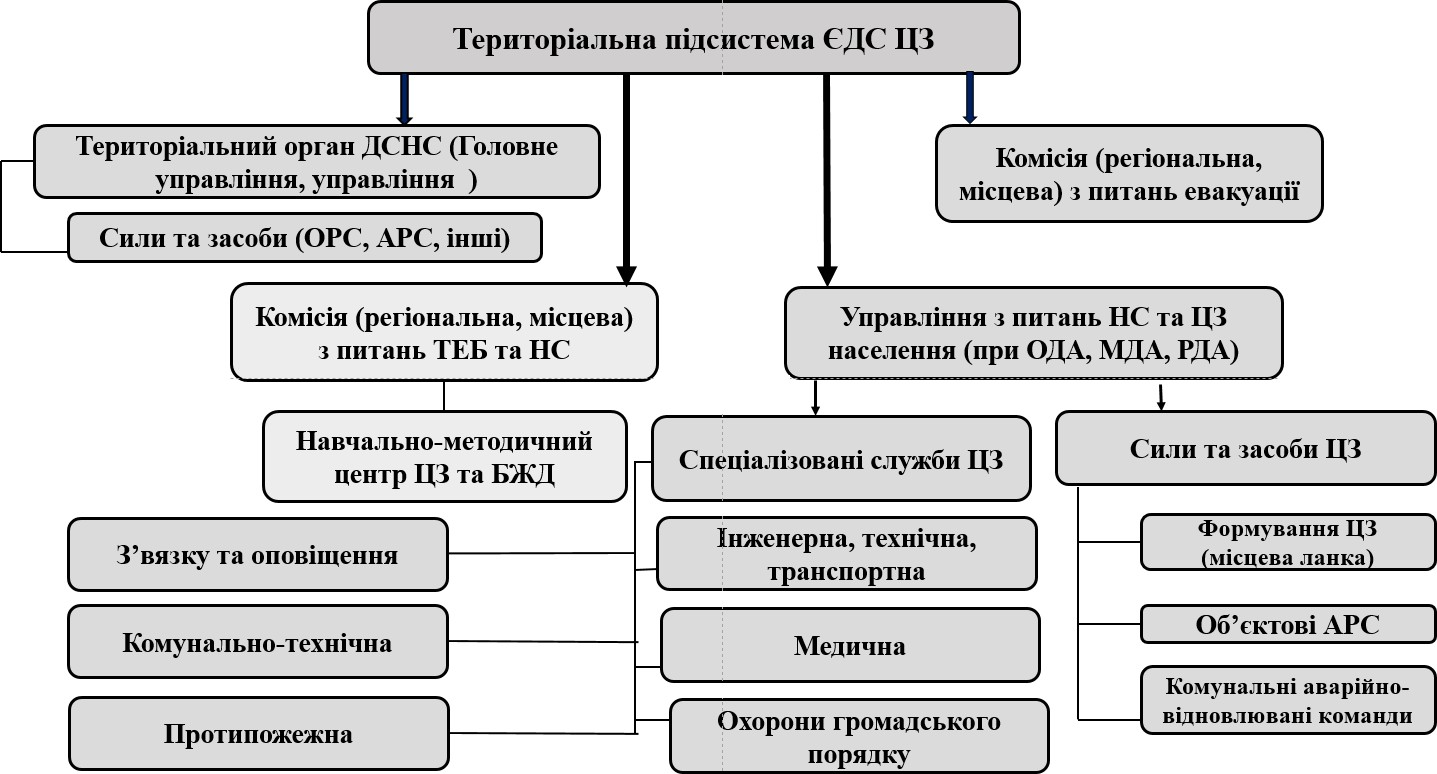 Територіальна підсистема ЄДС ЦЗ
Територіальний орган ДСНС (Головне
управління, управління  )
Комісія (регіональна,
місцева) з питань евакуації
Сили та засоби (ОРС, АРС, інші)
Комісія (регіональна, місцева)
з питань ТЕБ та НС
Управління з питань НС та ЦЗ
населення (при ОДА, МДА, РДА)
Навчально-методичний
центр ЦЗ та БЖД
Спеціалізовані служби ЦЗ
Сили та засоби ЦЗ
З’вязку та оповіщення
Інженерна, технічна,
транспортна
Формування ЦЗ
(місцева ланка)
Комунально-технічна
Медична
Об’єктові АРС
Протипожежна
Охорони громадського
порядку
Комунальні аварійно-
відновлювані команди